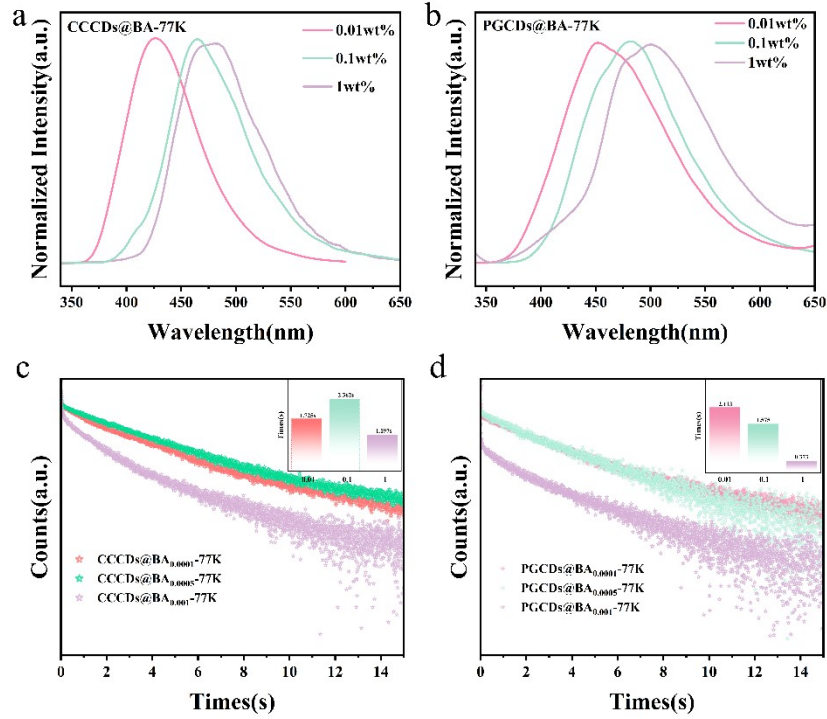 a
CCCDs@BA-77K
0.01wt%
0.1wt%
1wt%
Normalized Intensity(a.u.)
350 400 450 500 550 600 650
Wavelength(nm)
b
PGCDs@BA-77K
0.01wt%
0.1wt%
1wt%
Normalized Intensity(a.u.)
350 400 450 500 550 600 650
Wavelength(nm)
c
Times(s)
0.01 0.1 1
CCCDs@BA0.0001-77K
CCCDs@BA0.0005-77K
CCCDs@BA0.001-77K
Counts(a.u.)
0 2 4 6 8 10 12 14
Times(s)
d
Times(s)
0.01 0.1 1
PGCDs@BA0.0001-77K
PGCDs@BA0.0005-77K
PGCDs@BA0.001-77K
Counts(a.u.)
0 2 4 6 8 10 12 14
Times(s)